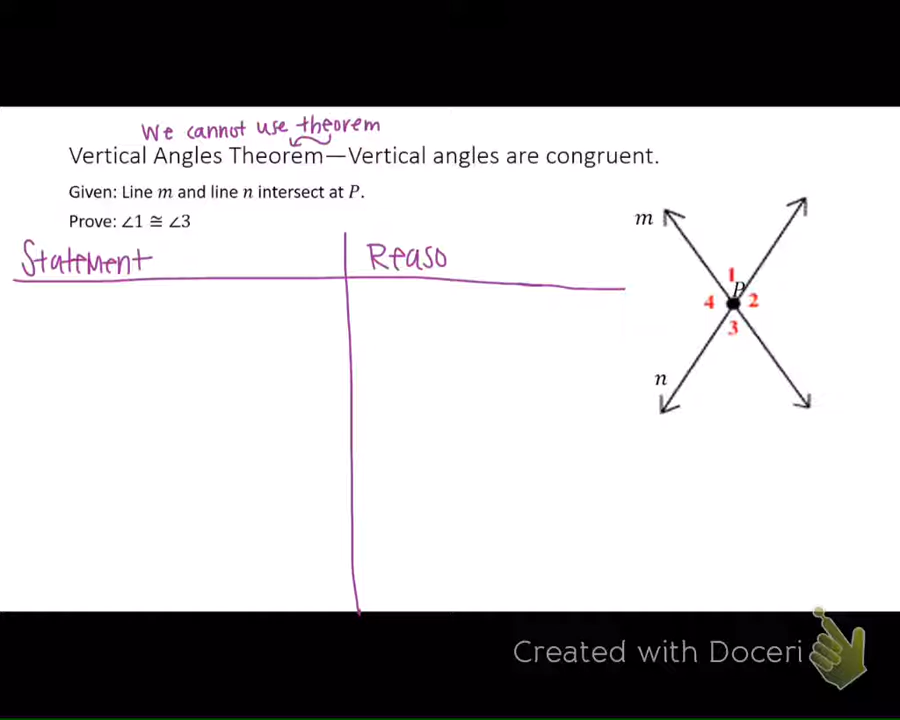 We cannot use theorem
Vertical Angles Theorem—Vertical angles are congruent.
Given: Line m and line n intersect at P.
Prove: ∠1 ≅ ∠3
Statement Reaso
m
1
P
4 2
3
n
Created with Doceri